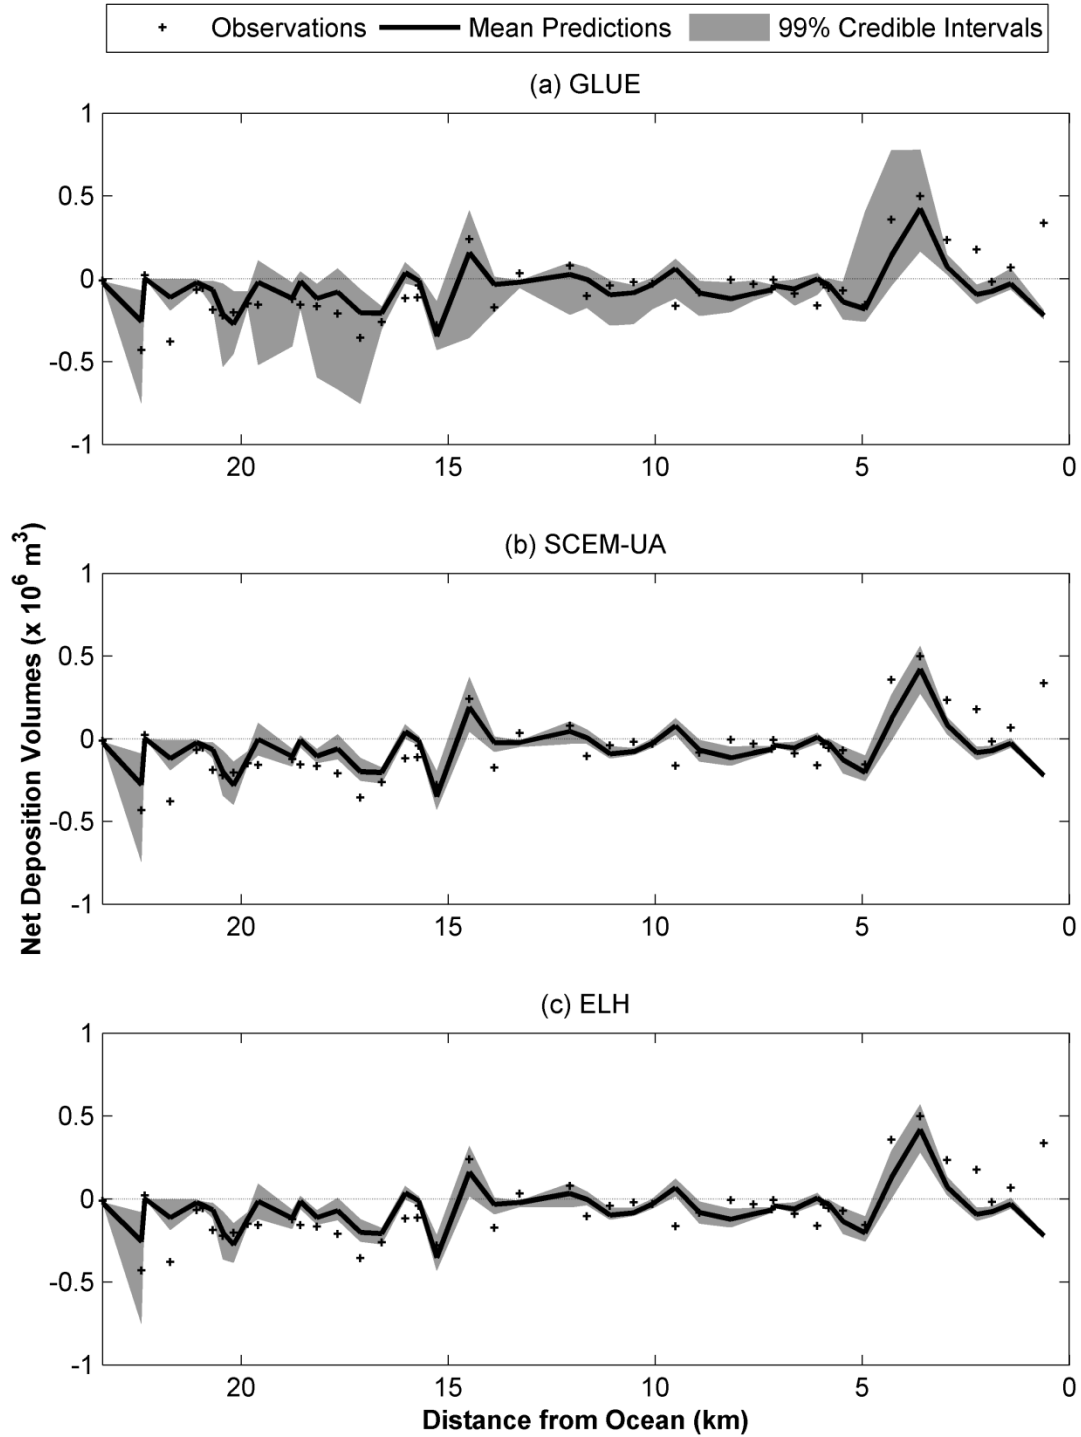 Observations Mean Predictions 99% Credible Intervals
(a) GLUE
1
0.5
0
-0.5
-1
20 15 10 5 0
(b) SCEM-UA
1
0.5
0
-0.5
-1
20 15 10 5 0
Net Deposition Volumes (x 10⁶ m³)
(c) ELH
1
0.5
0
-0.5
-1
20 15 10 5 0
Distance from Ocean (km)